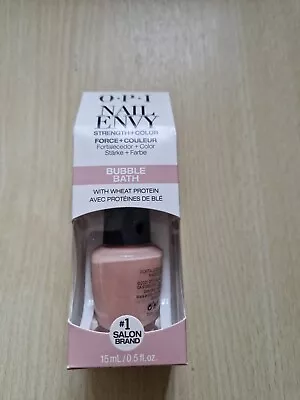 O·P·I
NAIL
ENVY
STRENGTH+COLOR
FORCE+COULEUR
Fortalecedor+Color
Stärke + Farbe
BUBBLE
BATH
WITH WHEAT PROTEIN
AVEC PROTÉINES DE BLÉ
#1
SALON
BRAND
15 mL/0.5 fl.oz.